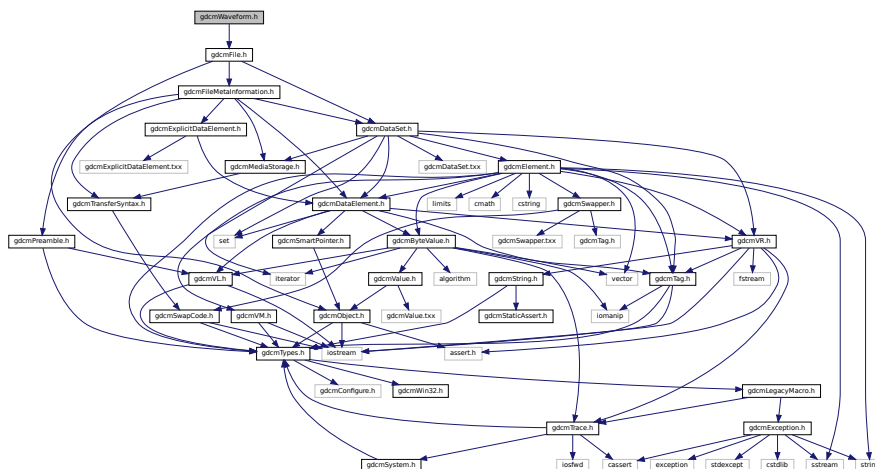 gdcmWaveform.h
gdcmFile.h
gdcmFileMetaInformation.h
gdcmExplicitDataElement.h
gdcmDataSet.h
gdcmExplicitDataElement.txx
gdcmMediaStorage.h
gdcmDataSet.txx
gdcmElement.h
gdcmTransferSyntax.h
gdcmDataElement.h
limits
cmath
cstring
gdcmSwapper.h
gdcmPreamble.h
set
gdcmSmartPointer.h
gdcmByteValue.h
gdcmSwapper.txx
gdcmTag.h
gdcmVR.h
gdcmVL.h
iterator
gdcmValue.h
algorithm
gdcmString.h
vector
gdcmTag.h
fstream
gdcmSwapCode.h
gdcmVM.h
gdcmObject.h
gdcmValue.txx
gdcmStaticAssert.h
iomanip
gdcmTypes.h
iostream
assert.h
gdcmConfigure.h
gdcmWin32.h
gdcmLegacyMacro.h
gdcmTrace.h
gdcmException.h
gdcmSystem.h
iosfwd
cassert
exception
stdexcept
cstdlib
sstream